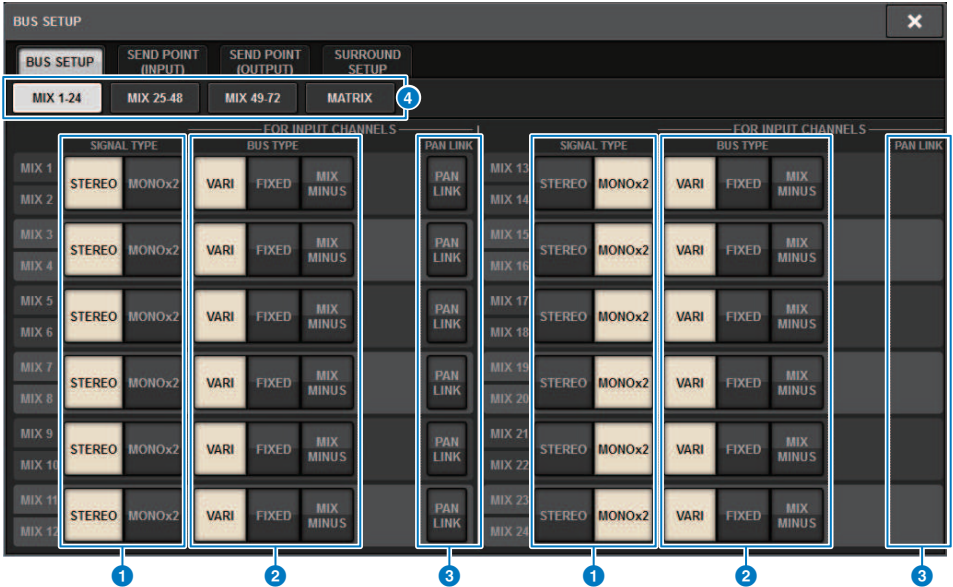 BUS SETUP
BUS SETUP
SEND POINT
(INPUT)
SEND POINT
(OUTPUT)
SURROUND
SETUP
MIX 1-24
MIX 25-48
MIX 49-72
MATRIX
4
FOR INPUT CHANNELS
FOR INPUT CHANNELS
SIGNAL TYPE
BUS TYPE
PAN LINK
SIGNAL TYPE
BUS TYPE
PAN LINK
MIX 1
MIX 2
STEREO
MONOx2
VARI
FIXED
MIX
MINUS
PAN
LINK
MIX 13
MIX 14
STEREO
MONOx2
VARI
FIXED
MIX
MINUS
MIX 3
MIX 4
STEREO
MONOx2
VARI
FIXED
MIX
MINUS
PAN
LINK
MIX 15
MIX 16
STEREO
MONOx2
VARI
FIXED
MIX
MINUS
MIX 5
MIX 6
STEREO
MONOx2
VARI
FIXED
MIX
MINUS
PAN
LINK
MIX 17
MIX 18
STEREO
MONOx2
VARI
FIXED
MIX
MINUS
MIX 7
MIX 8
STEREO
MONOx2
VARI
FIXED
MIX
MINUS
PAN
LINK
MIX 19
MIX 20
STEREO
MONOx2
VARI
FIXED
MIX
MINUS
MIX 9
MIX 10
STEREO
MONOx2
VARI
FIXED
MIX
MINUS
PAN
LINK
MIX 21
MIX 22
STEREO
MONOx2
VARI
FIXED
MIX
MINUS
MIX 11
MIX 12
STEREO
MONOx2
VARI
FIXED
MIX
MINUS
PAN
LINK
MIX 23
MIX 24
STEREO
MONOx2
VARI
FIXED
MIX
MINUS
1
2
3
1
2
3